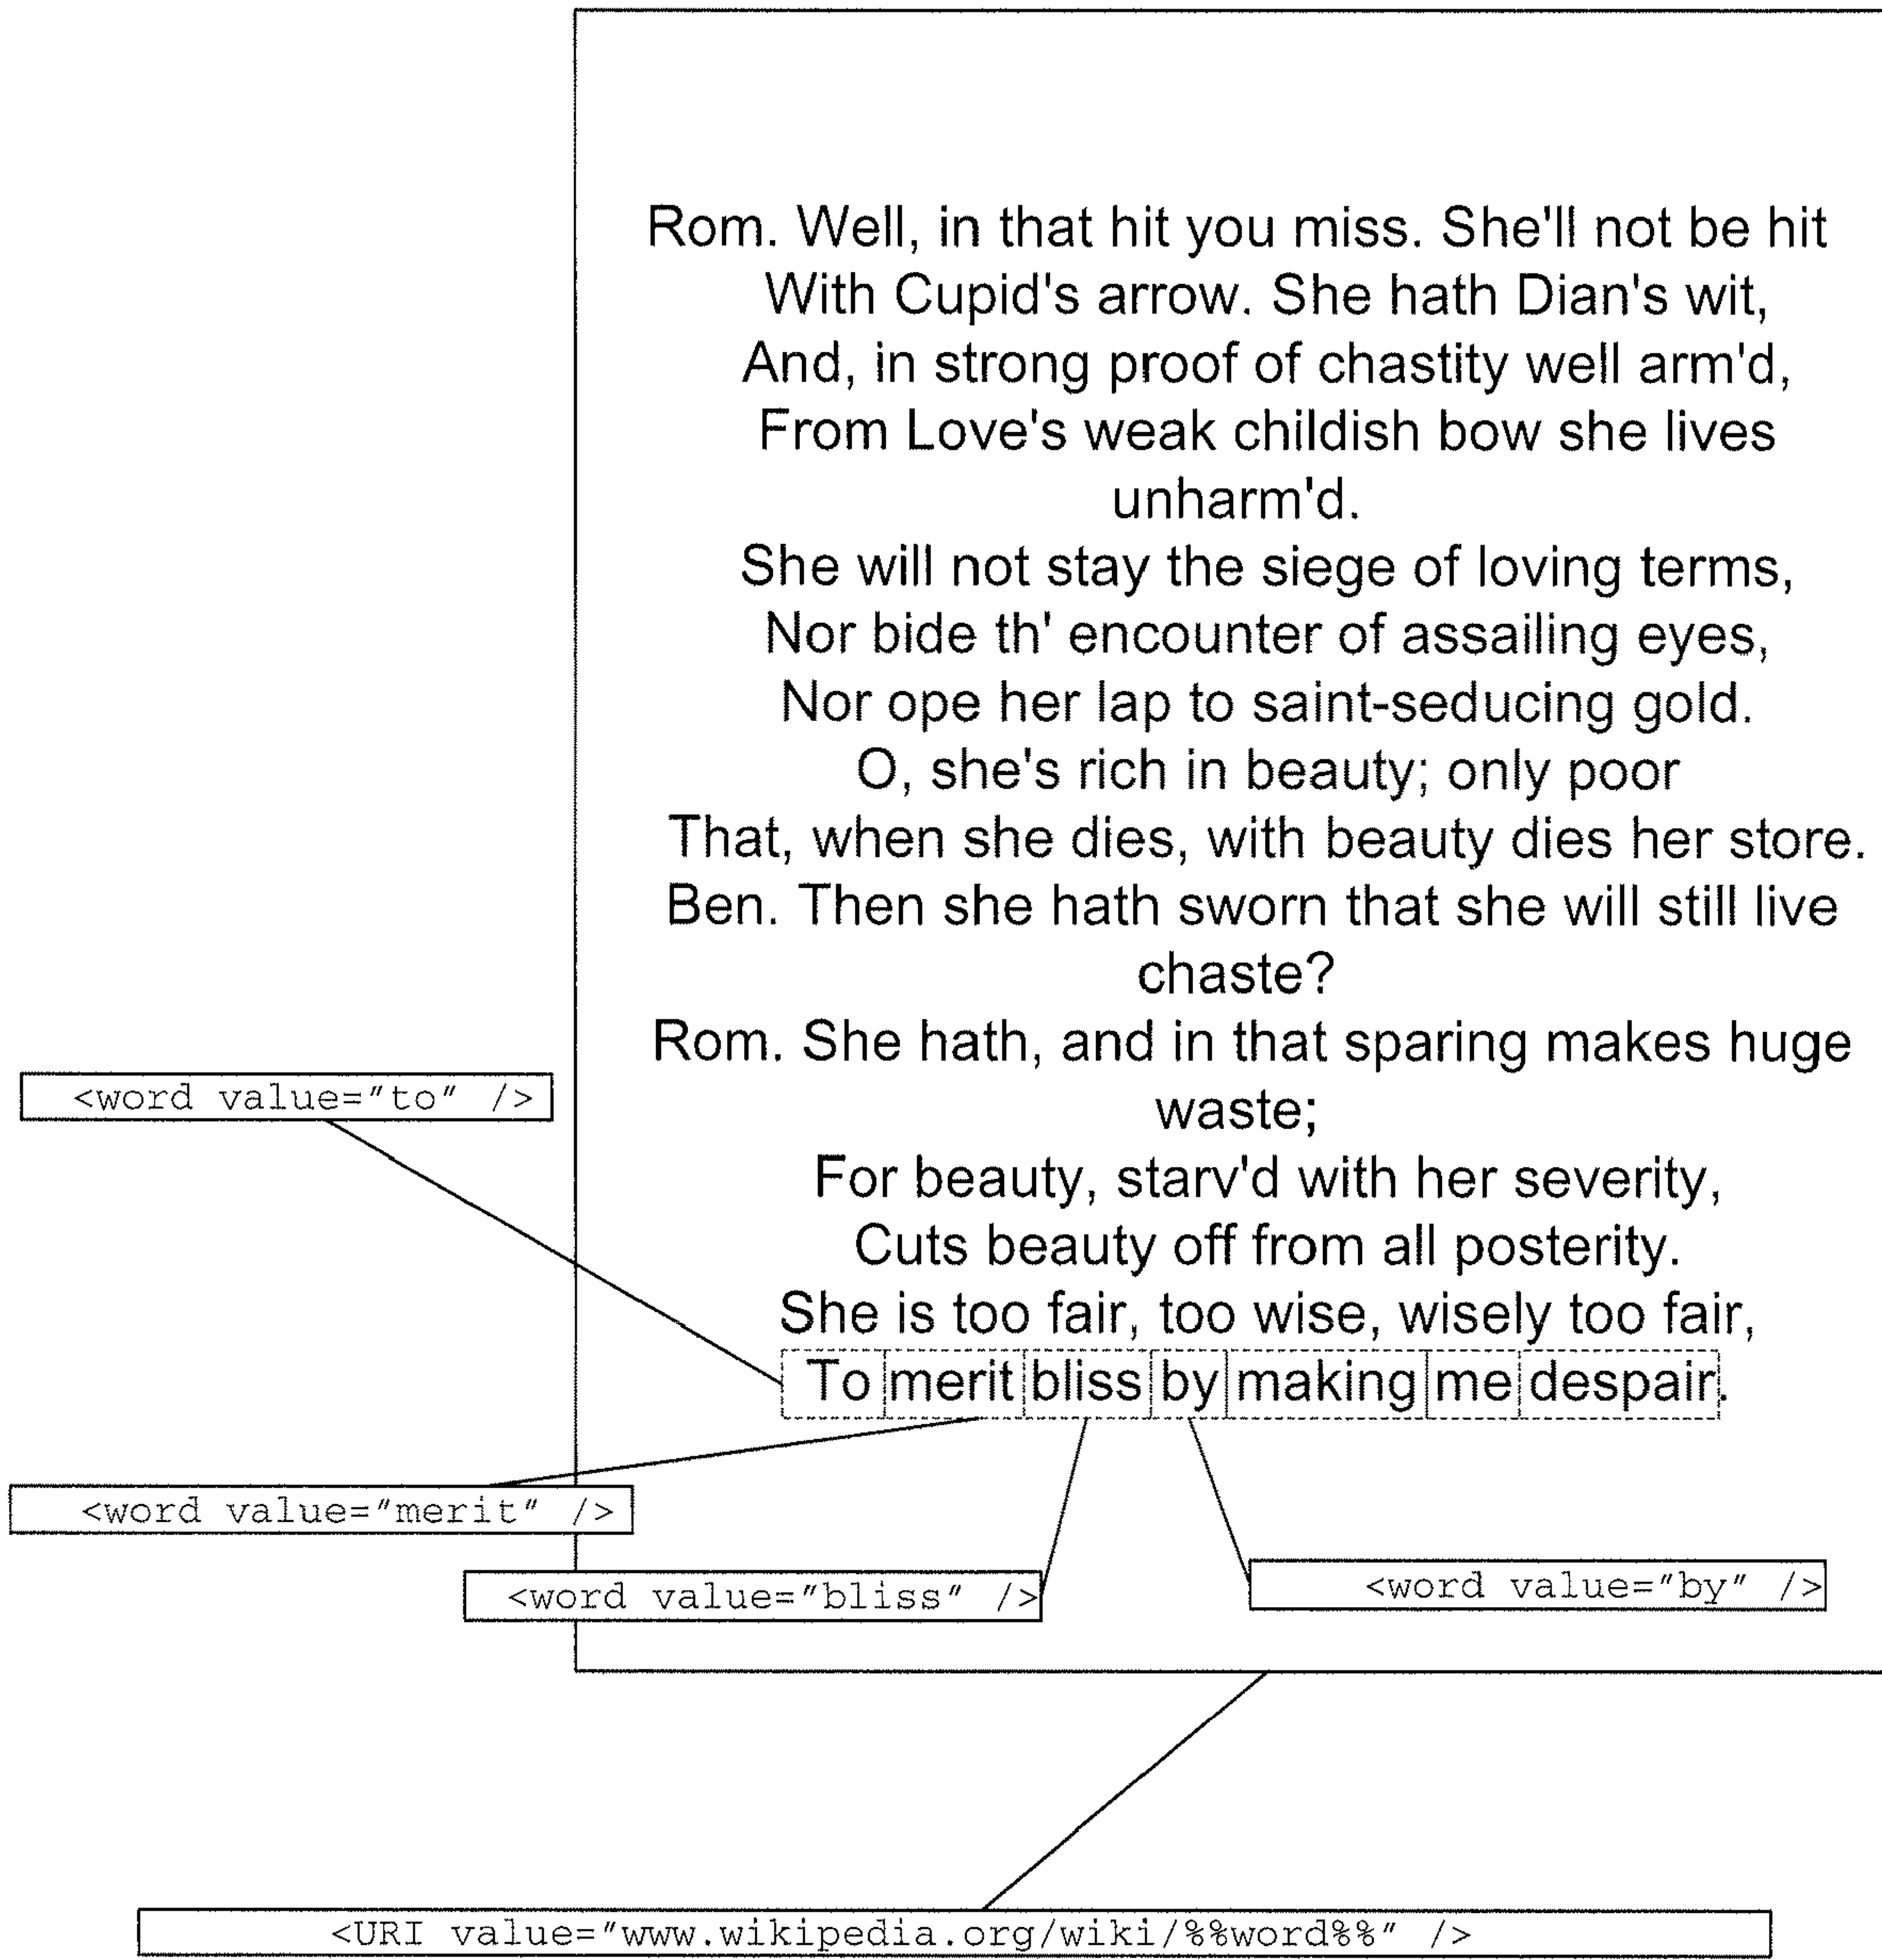 Rom. Well, in that hit you miss. She'll not be hit
With Cupid's arrow. She hath Dian's wit,
And, in strong proof of chastity well arm'd,
From Love's weak childish bow she lives
unharm'd.
She will not stay the siege of loving terms,
Nor bide th' encounter of assailing eyes,
Nor ope her lap to saint-seducing gold.
O, she's rich in beauty; only poor
That, when she dies, with beauty dies her store.
Ben. Then she hath sworn that she will still live
chaste?
Rom. She hath, and in that sparing makes huge
waste;
<word value="to" />
For beauty, starv'd with her severity,
Cuts beauty off from all posterity.
She is too fair, too wise, wisely too fair,
To merit bliss by making me despair.
<word value="merit" />
<word value="bliss" />
<word value="by" />
<URI value="www.wikipedia.org/wiki/%%word%%" />